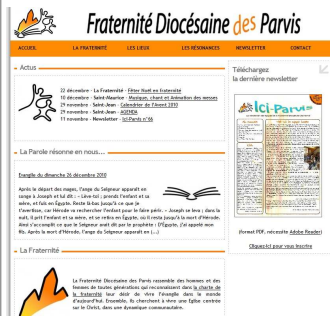 Fraternité Diocésaine des Parvis
ACCUEIL LA FRATERNITÉ LES LIEUX LES RÉSONANCES NEWSLETTER CONTACT
Actus
22 décembre - La Fraternité - Fêter Noël en fraternité
10 décembre - Saint-Maurice - Musique, chant et Animation des messes
29 novembre - Saint-Jean - Calendrier de l'Avent 2010
29 novembre - Saint-Jean - AGENDA
11 novembre - Newsletter - Ici-Parvis n°66
Téléchargez
la dernière newsletter
Ici-Parvis
(format PDF, nécessite Adobe Reader)
Cliquez-ici pour vous inscrire
La Parole résonne en nous...
Evangile du dimanche 26 décembre 2010
Après le départ des mages, l'ange du Seigneur apparaît en
songe à Joseph et lui dit : « Lève-toi ; prends l'enfant et sa
mère, et fuis en Égypte. Reste là-bas jusqu'à ce que je
t'avertisse, car Hérode va rechercher l'enfant pour le faire périr. » Joseph se leva ; dans la
nuit, il prit l'enfant et sa mère, et se retira en Égypte, où il resta jusqu'à la mort d'Hérode.
Ainsi s'accomplit ce que le Seigneur avait dit par le prophète : D'Égypte, j'ai appelé mon
fils. Après la mort d'Hérode, l'ange du Seigneur apparaît en (...)
La Fraternité
La Fraternité Diocésaine des Parvis rassemble des hommes et des
femmes de toutes générations qui reconnaissent dans la charte de
la fraternité leur désir de vivre l'évangile dans le monde
d'aujourd'hui. Ensemble, ils cherchent à vivre une Eglise centrée
sur le Christ, dans une dynamique communautaire.